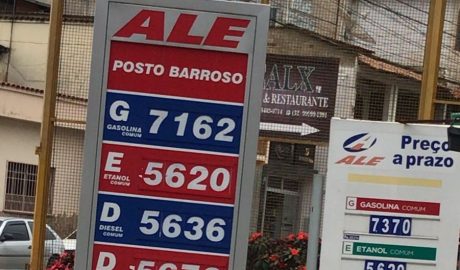 ALE
POSTO BARROSO
G 7162
GASOLINA
COMUM
E 5620
ETANOL
COMUM
D 5636
DIESEL
COMUM
D
ALX
& RESTAURANTE
ALE
Preço
a prazo
G GASOLINA COMUM
7370
E ETANOL COMUM